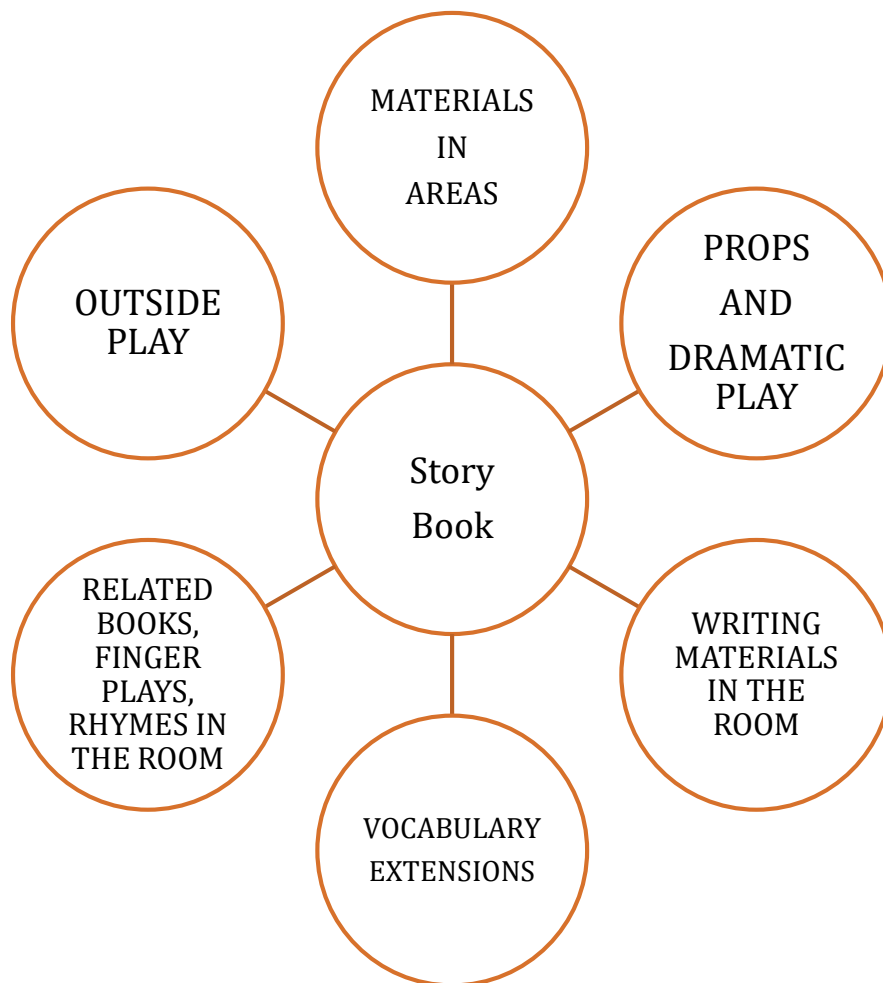 MATERIALS
IN
AREAS
PROPS
AND
DRAMATIC
PLAY
OUTSIDE
PLAY
Story
Book
RELATED
BOOKS,
FINGER
PLAYS,
RHYMES IN
THE ROOM
WRITING
MATERIALS
IN THE
ROOM
VOCABULARY
EXTENSIONS